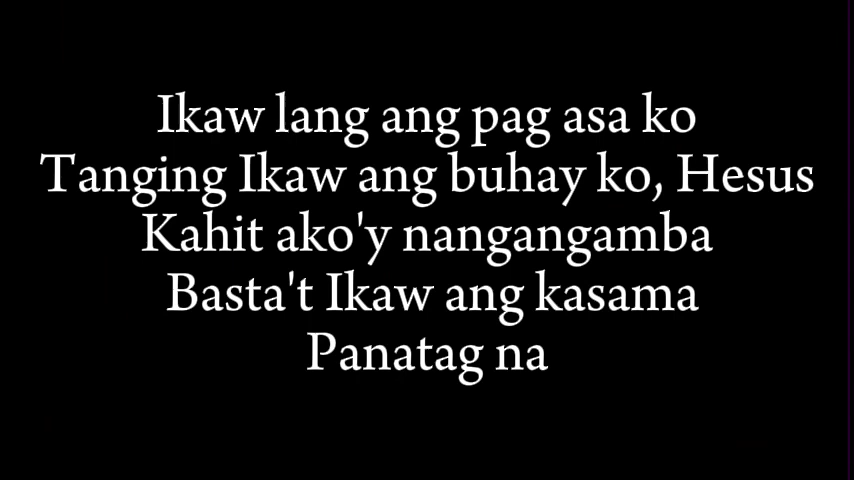 Ikaw lang ang pag asa ko
Tanging Ikaw ang buhay ko, Hesus
Kahit ako'y nangangamba
Basta't Ikaw ang kasama
Panatag na